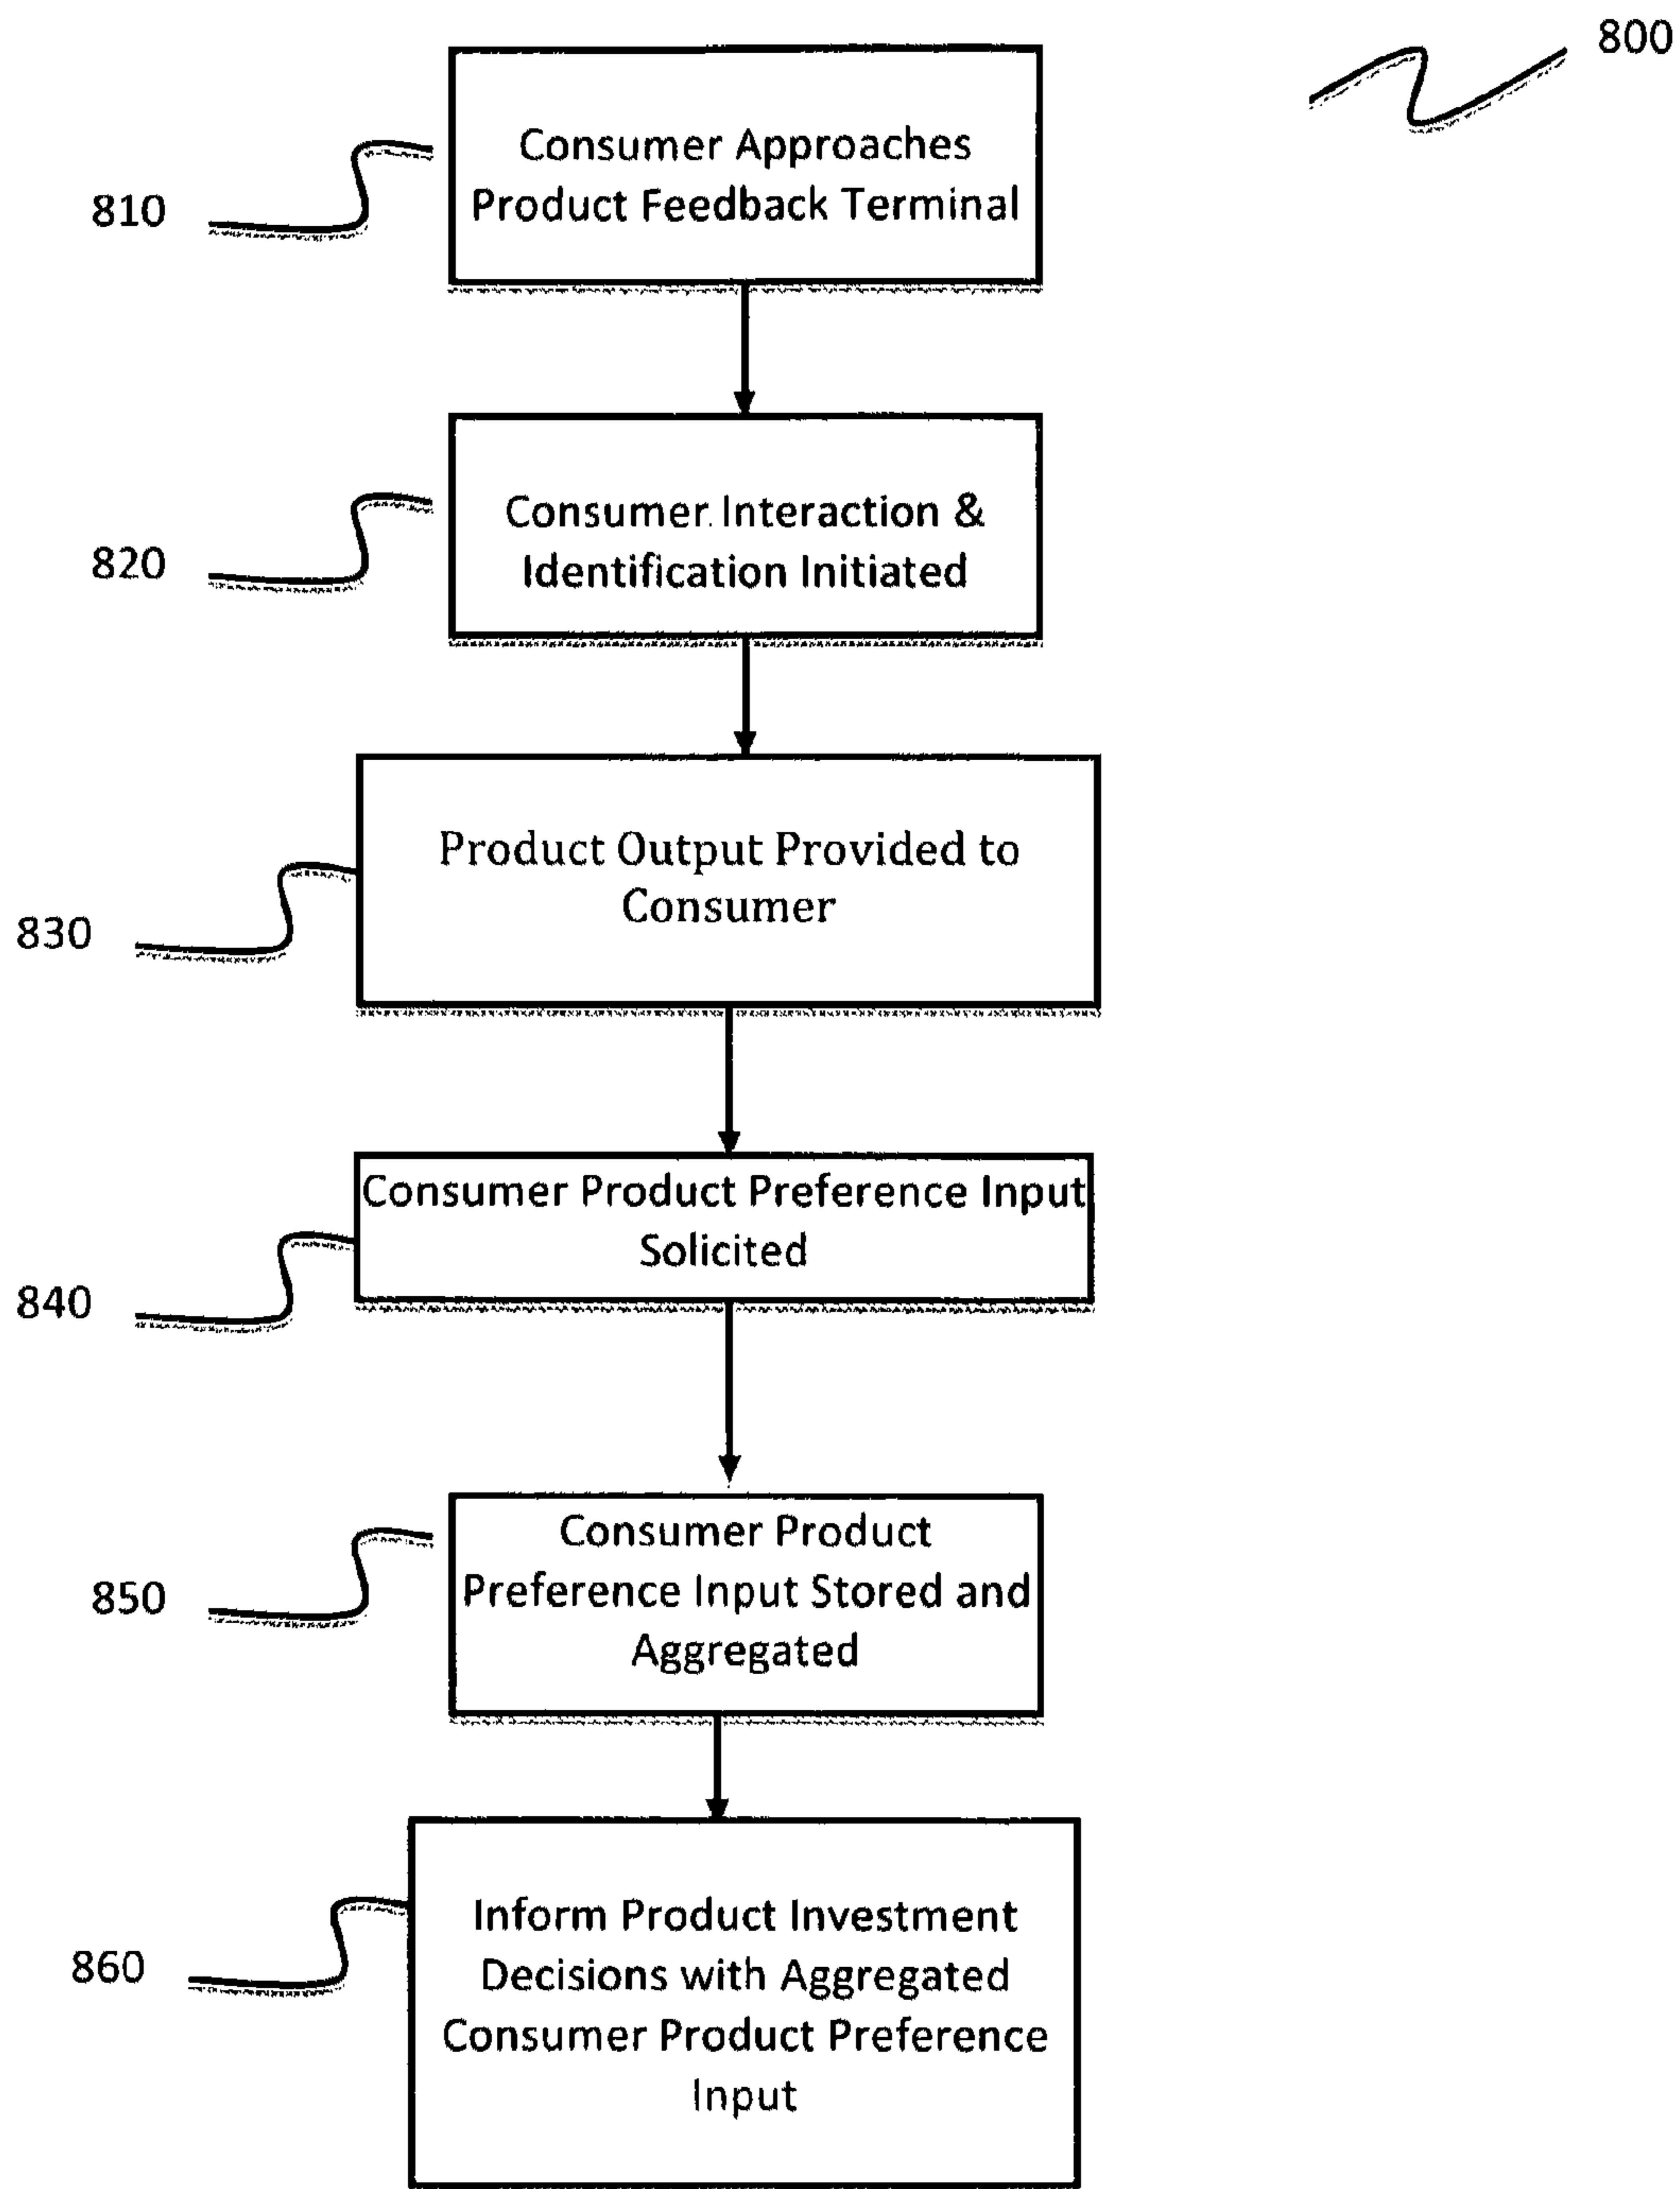 800
Consumer Approaches
Product Feedback Terminal
810
Consumer Interaction &
Identification Initiated
820
Product Output Provided to
Consumer
830
Consumer Product Preference Input
Solicited
840
Consumer Product
Preference Input Stored and
Aggregated
850
Inform Product Investment
Decisions with Aggregated
Consumer Product Preference
Input
860